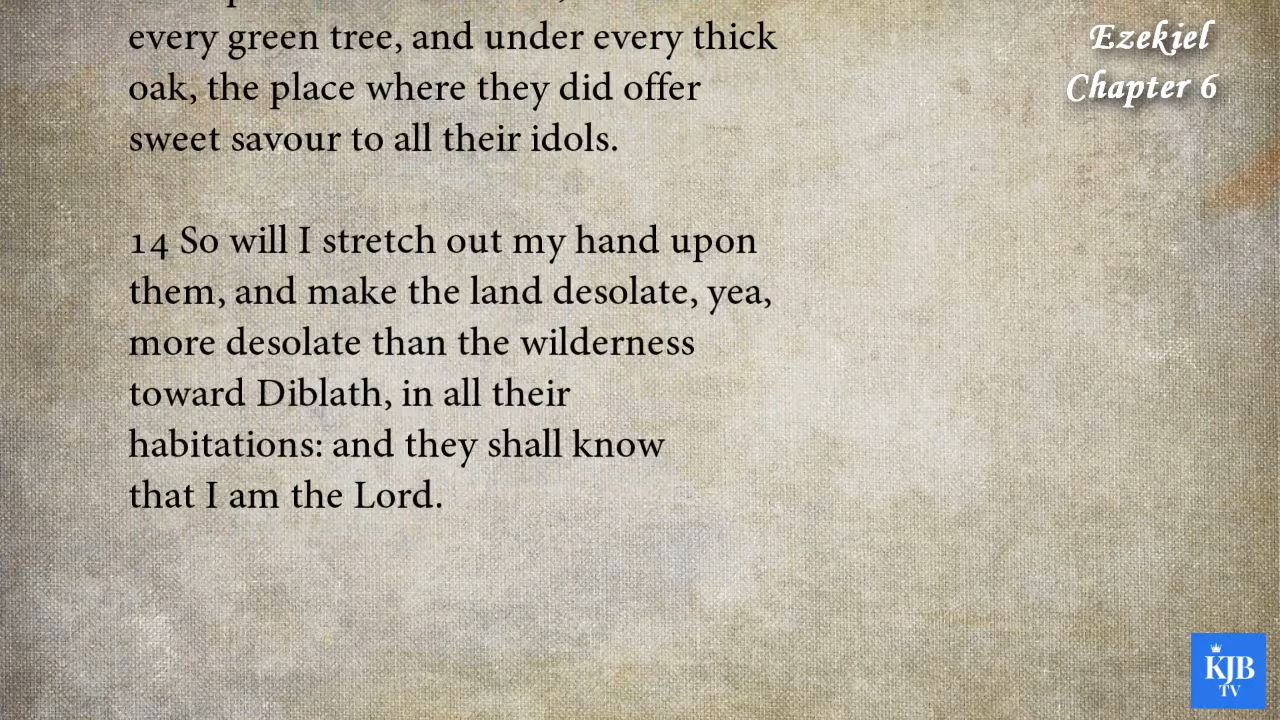 every green tree, and under every thick
oak, the place where they did offer
sweet savour to all their idols.
14 So will I stretch out my hand upon
them, and make the land desolate, yea,
more desolate than the wilderness
toward Diblath, in all their
habitations: and they shall know
that I am the Lord.
Ezekiel
Chapter 6
KJB
TV